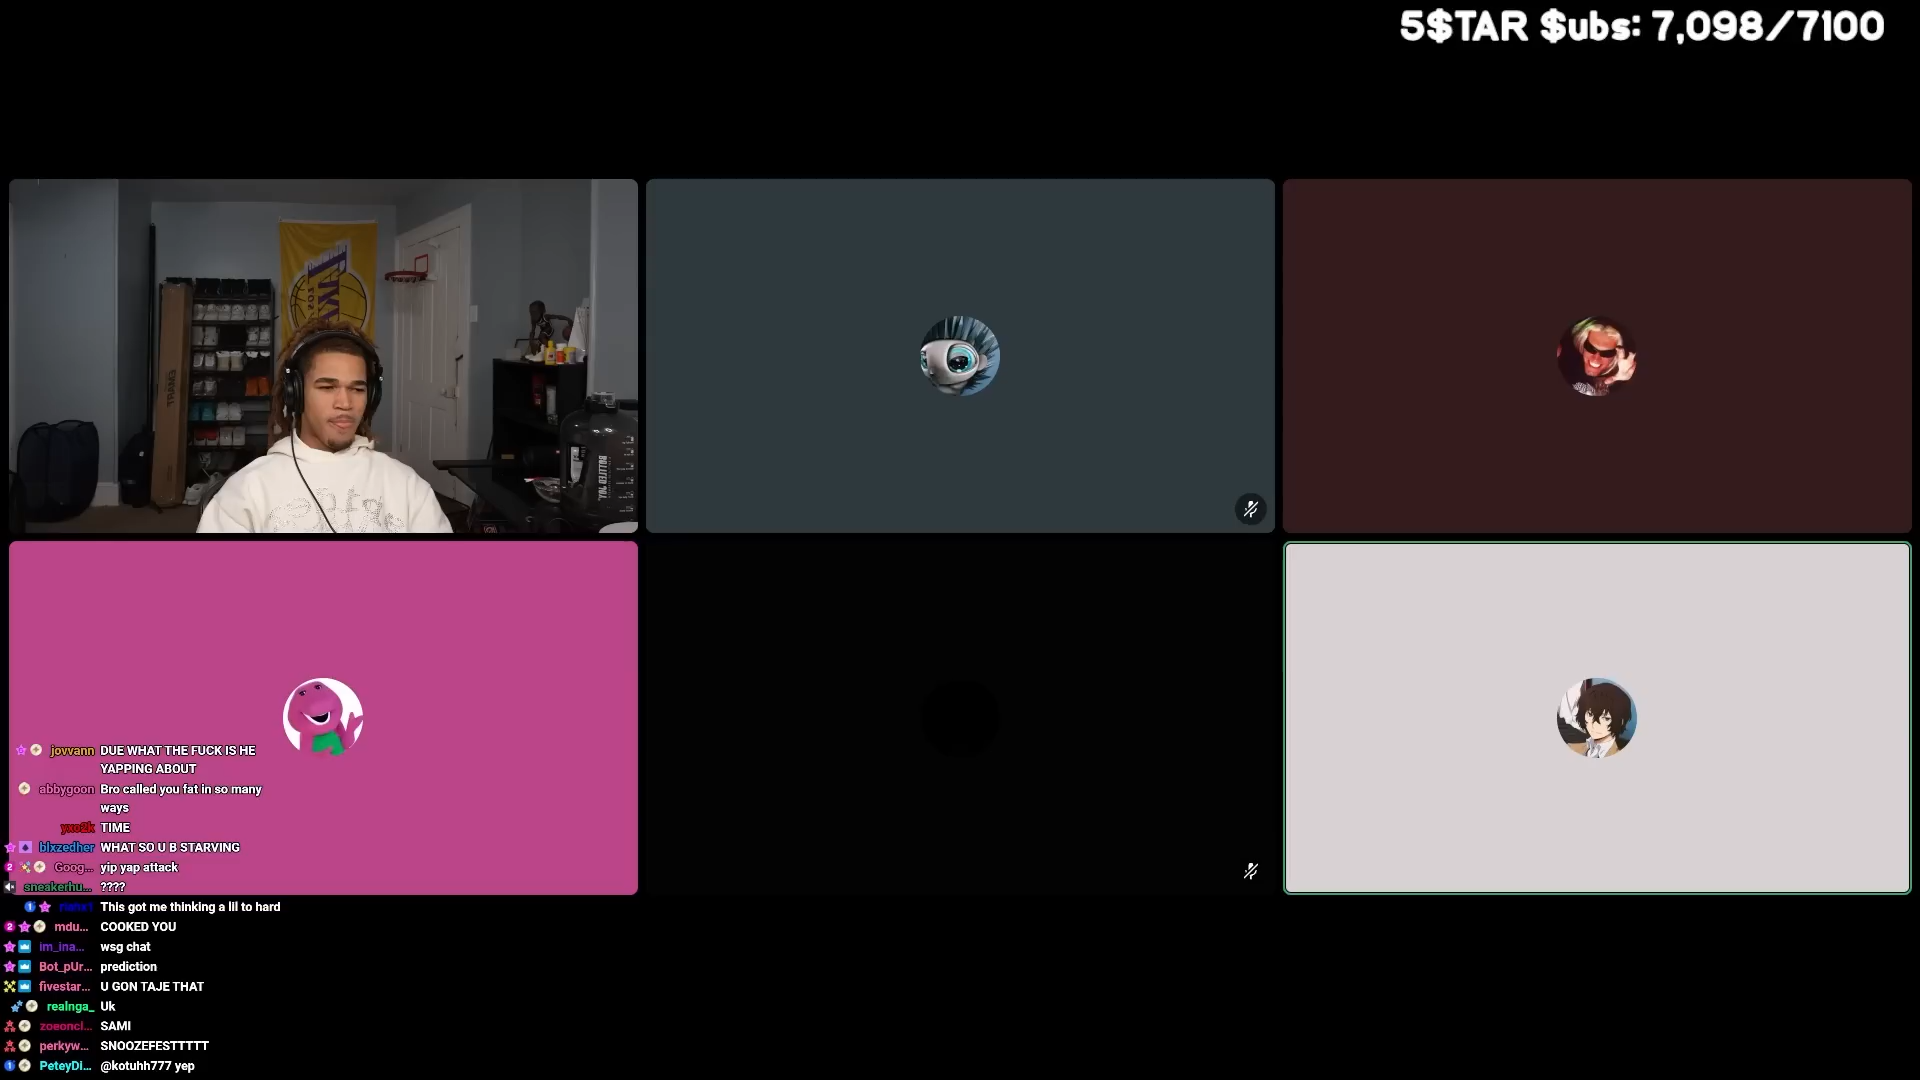 5$TAR $ubs: 7,098/7100
jovvann DUE WHAT THE FUCK IS HE
YAPPING ABOUT
abbygoon Bro called you fat in so many
ways
yxo2k TIME
blxzedher WHAT SO U B STARVING
Goog... yip yap attack
sneakerhu... ????
This got me thinking a lil to hard
mdu... COOKED YOU
im_ina... wsg chat
Bot_pUr... prediction
fivestar... U GON TAJE THAT
realnga_ Uk
zoeoncl... SAMI
perkyw... SNOOZEFESTTTTT
PeteyDi... @kotuhh777 yep